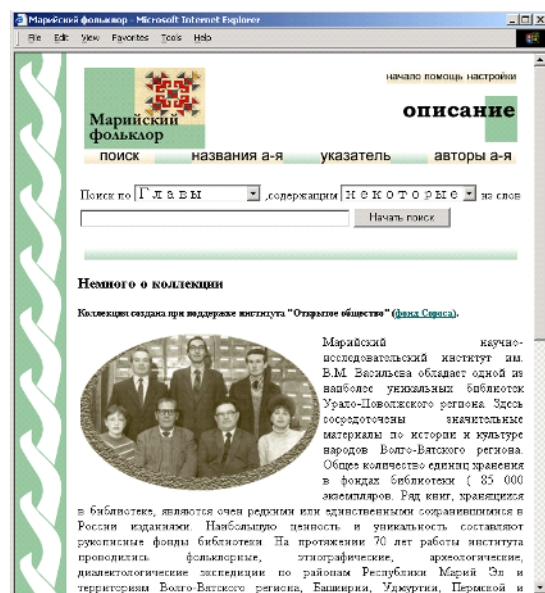 Марийский фольклор - Microsoft Internet Explorer
File Edit View Favorites Tools Help
начало помощь настройки
Марийский
фольклор
описание
поиск названия а-я указатель авторы а-я
Поиск по Главы ,содержащим некоторые из слов
Начать поиск
Немного о коллекции
Коллекция создана при поддержке института "Открытое общество" (фонд Сороса).
Марийский научно-
исследовательский институт им.
В.М. Васильева обладает одной из
наиболее уникальных библиотек
Урало-Поволжского региона. Здесь
сосредоточены значительные
материалы по истории и культуре
народов Волго-Вятского региона.
Общее количество единиц хранения
в фондах библиотеки ( 85 000
экземпляров. Ряд книг, хранящихся
в библиотеке, являются очен редкими или единственными сохранившимися в
России изданиями. Наибольшую ценность и уникальность составляют
рукописные фонды библиотеки. На протяжении 70 лет работы института
проводились фольклорные, этнографические, археологические,
диалектологические экспедиции по районам Республики Марий Эл и
территориям Волго-Вятского региона, Башкирии, Удмуртии, Пермской и